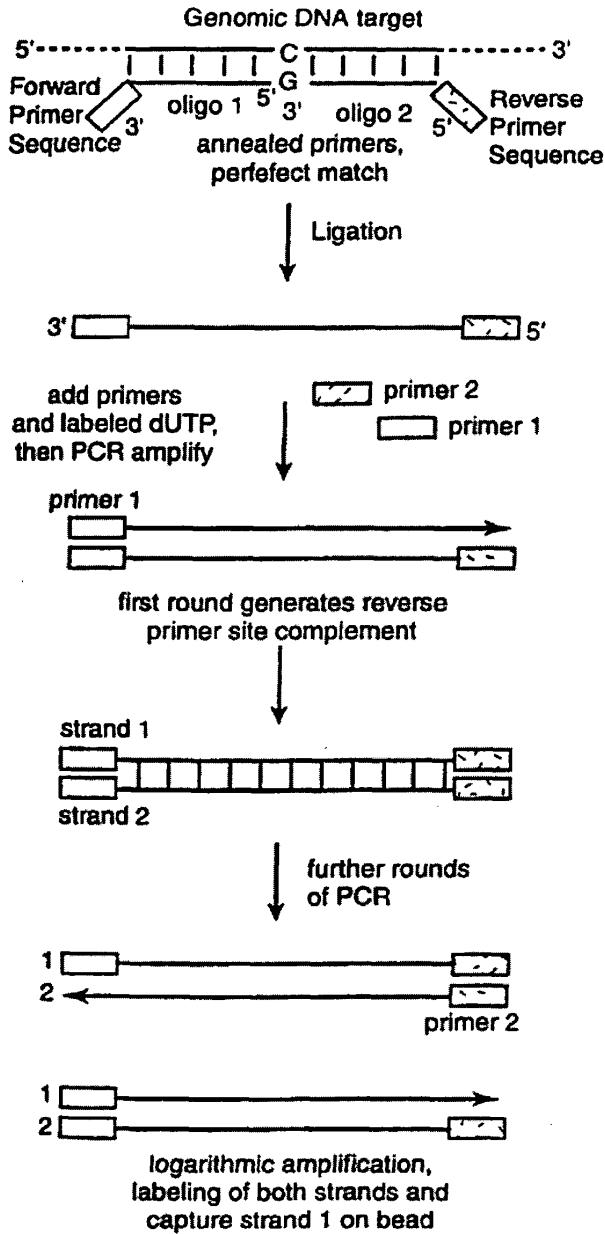 Genomic DNA target
5' C 3'
Forward
Primer
Sequence
3'
oligo 1
5'
G
3'
oligo 2
5'
Reverse
Primer
Sequence
annealed primers,
perfefect match
Ligation
3' 5'
add primers
and labeled dUTP,
then PCR amplify
primer 2
primer 1
primer 1
first round generates reverse
primer site complement
strand 1
strand 2
further rounds
of PCR
1
2
primer 2
1
2
logarithmic amplification,
labeling of both strands and
capture strand 1 on bead